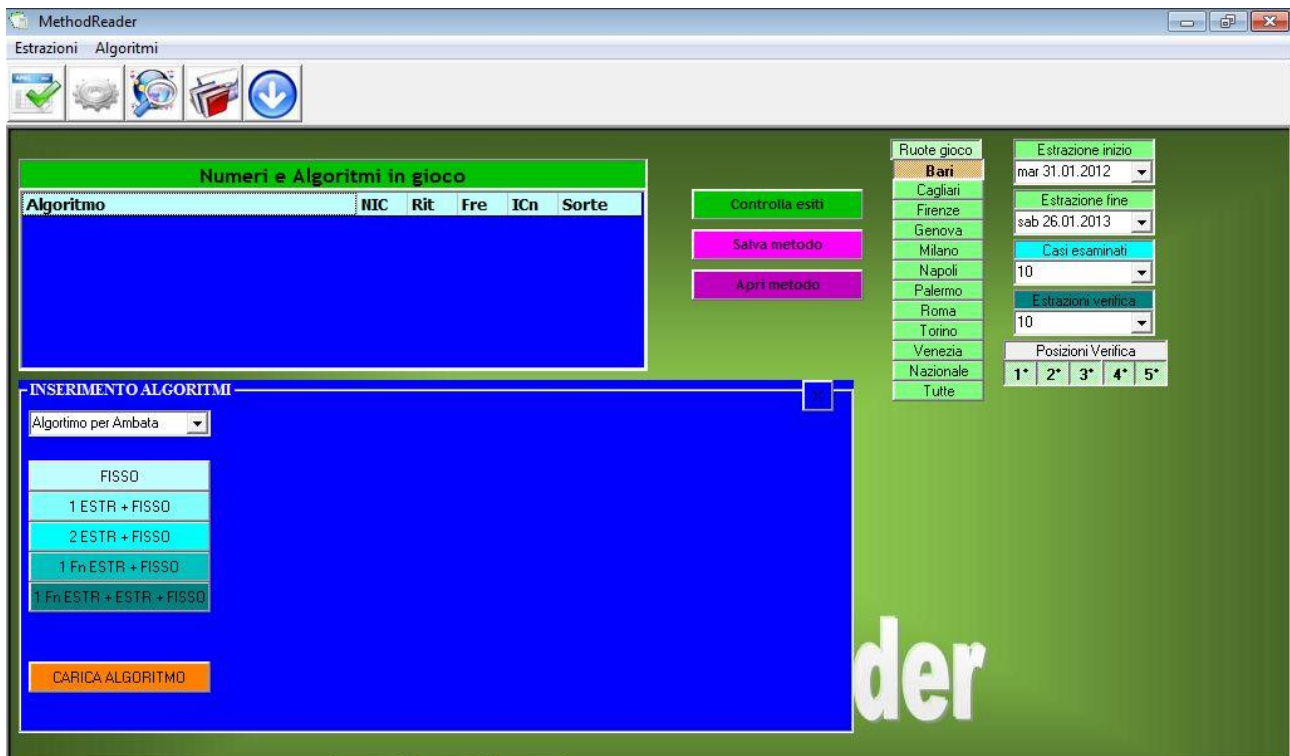 MethodReader
Estrazioni Algoritmi
Numeri e Algoritmi in gioco
Algoritmo NIC Rit Fre ICn Sorte
Controlla esiti
Salva metodo
Apri metodo
Ruote gioco
Bari
Cagliari
Firenze
Genova
Milano
Napoli
Palermo
Roma
Torino
Venezia
Nazionale
Tutte
Estrazione inizio
mar 31.01.2012
Estrazione fine
sab 26.01.2013
Casi esaminati
10
Estrazioni verifica
10
Posizioni Verifica
1° 2° 3° 4° 5°
INSERIMENTO ALGORITMI
Algortimo per Ambata
FISSO
1 ESTR + FISSO
2 ESTR + FISSO
1 Fn ESTR + FISSO
1 Fn ESTR + ESTR + FISSO
CARICA ALGORITMO
der